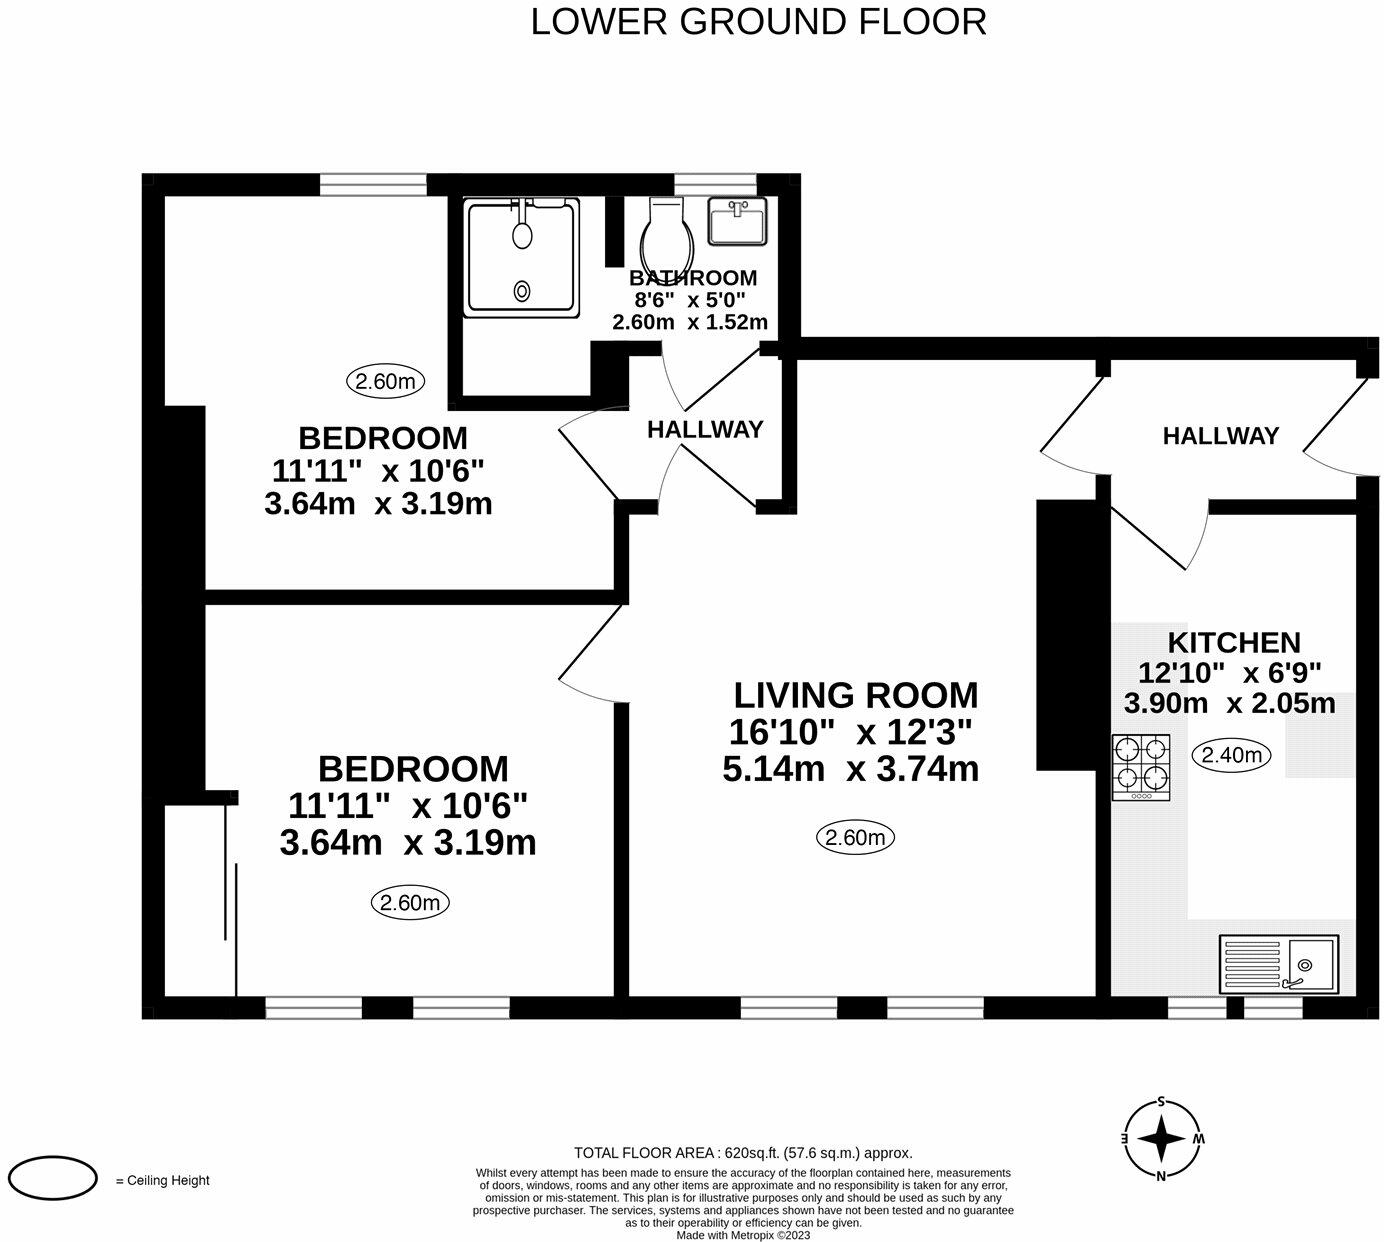 LOWER GROUND FLOOR
BATHROOM
8'6" x 5'0"
2.60m x 1.52m
2.60m
BEDROOM
11'11" x 10'6"
3.64m x 3.19m
HALLWAY
HALLWAY
KITCHEN
12'10" x 6'9"
3.90m x 2.05m
2.40m
LIVING ROOM
16'10" x 12'3"
5.14m x 3.74m
2.60m
BEDROOM
11'11" x 10'6"
3.64m x 3.19m
2.60m
S
E
W
N
= Ceiling Height
TOTAL FLOOR AREA : 620sq.ft. (57.6 sq.m.) approx.
Whilst every attempt has been made to ensure the accuracy of the floorplan contained here, measurements
of doors, windows, rooms and any other items are approximate and no responsibility is taken for any error,
omission or mis-statement. This plan is for illustrative purposes only and should be used as such by any
prospective purchaser. The services, systems and appliances shown have not been tested and no guarantee
as to their operability or efficiency can be given.
Made with Metropix ©2023